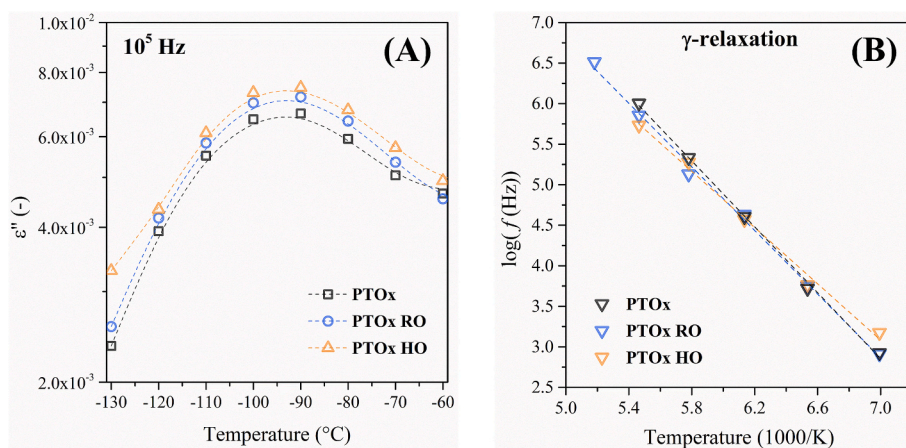 10⁵ Hz
(A)
1.0x10⁻²
8.0x10⁻³
6.0x10⁻³
4.0x10⁻³
2.0x10⁻³
ε'' (-)
PTOx
PTOx RO
PTOx HO
-130 -120 -110 -100 -90 -80 -70 -60
Temperature (°C)
γ-relaxation
(B)
7.0
6.5
6.0
5.5
5.0
4.5
4.0
3.5
3.0
2.5
log(f (Hz))
PTOx
PTOx RO
PTOx HO
5.0 5.4 5.8 6.2 6.6 7.0
Temperature (1000/K)